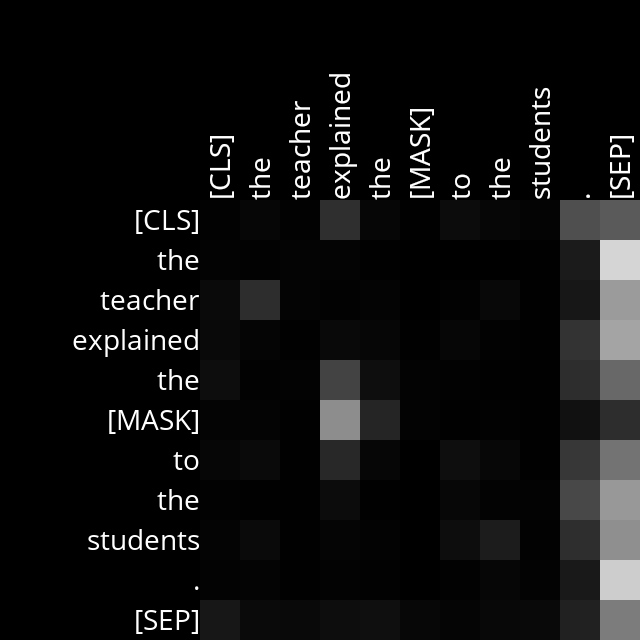 [CLS] the teacher explained the [MASK] to the students . [SEP]
[CLS]
the
teacher
explained
the
[MASK]
to
the
students
.
[SEP]